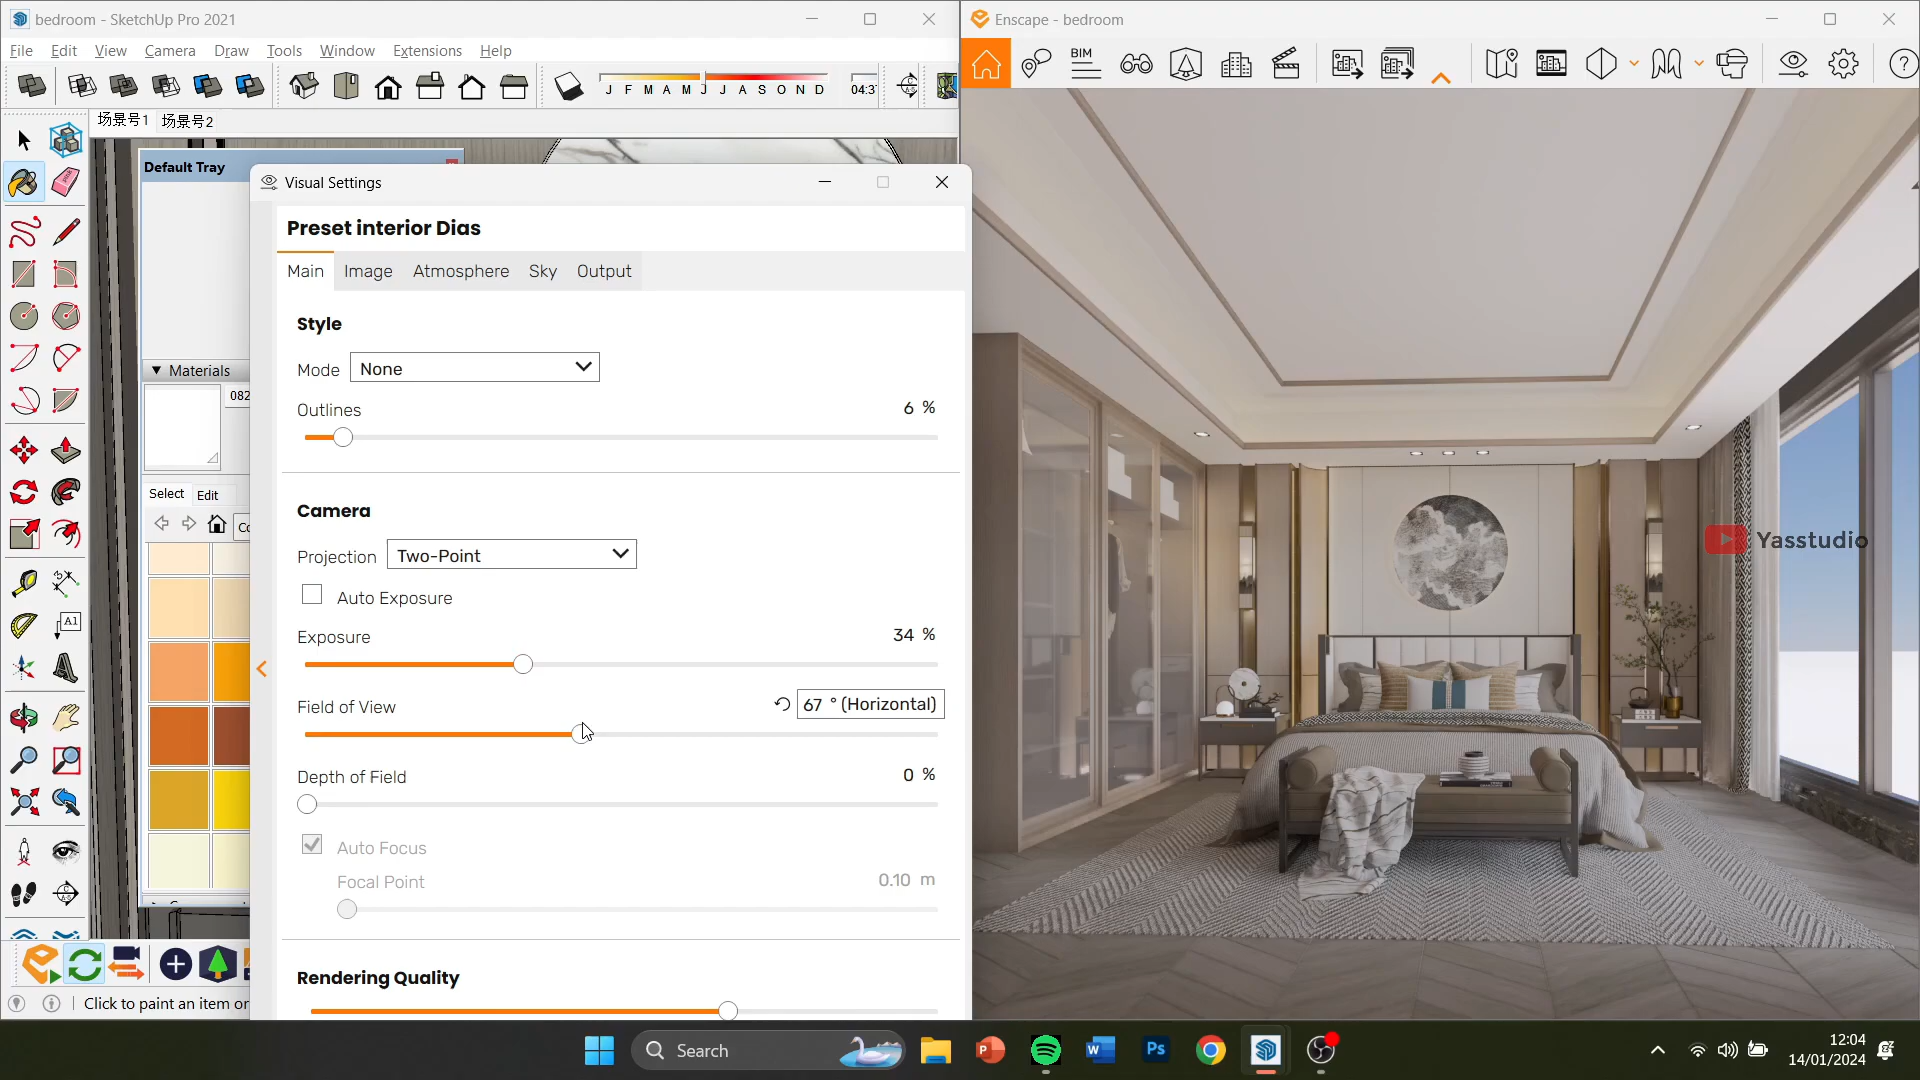 bedroom - SketchUp Pro 2021
Enscape - bedroom
File Edit View Camera Draw Tools Window Extensions Help
BIM
J F M A M J J A S O N D
04:3
场景号1 场景号2
Default Tray
Visual Settings
Preset interior Dias
Main Image Atmosphere Sky Output
Style
Mode None
Outlines 6 %
Camera
Projection Two-Point
Auto Exposure
Exposure 34 %
Field of View 67 ° (Horizontal)
Depth of Field 0 %
Auto Focus
Focal Point 0.10 m
Rendering Quality
▼ Materials
082
Select Edit
Co
A1
Click to paint an item or
Yasstudio
Search
P
W
Ps
12:04
14/01/2024